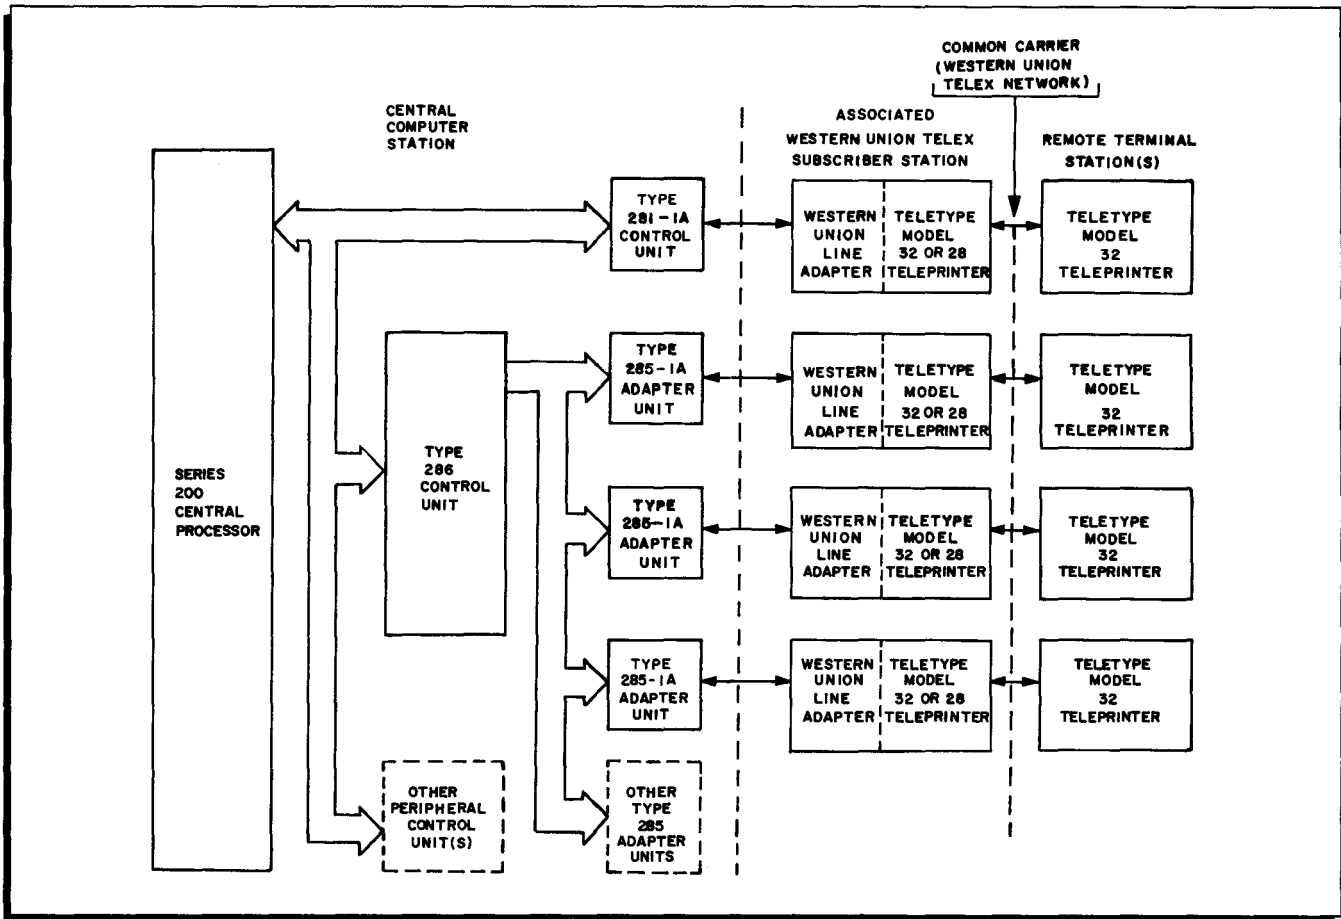 COMMON CARRIER
(WESTERN UNION
TELEX NETWORK)
CENTRAL
COMPUTER
STATION
ASSOCIATED
WESTERN UNION TELEX
SUBSCRIBER STATION
REMOTE TERMINAL
STATION(S)
TYPE
281-1A
CONTROL
UNIT
WESTERN
UNION
LINE
ADAPTER
TELETYPE
MODEL
32 OR 28
TELEPRINTER
TELETYPE
MODEL
32
TELEPRINTER
TYPE
285-1A
ADAPTER
UNIT
WESTERN
UNION
LINE
ADAPTER
TELETYPE
MODEL
32 OR 28
TELEPRINTER
TELETYPE
MODEL
32
TELEPRINTER
SERIES
200
CENTRAL
PROCESSOR
TYPE
286
CONTROL
UNIT
TYPE
285-1A
ADAPTER
UNIT
WESTERN
UNION
LINE
ADAPTER
TELETYPE
MODEL
32 OR 28
TELEPRINTER
TELETYPE
MODEL
32
TELEPRINTER
TYPE
285-1A
ADAPTER
UNIT
WESTERN
UNION
LINE
ADAPTER
TELETYPE
MODEL
32 OR 28
TELEPRINTER
TELETYPE
MODEL
32
TELEPRINTER
OTHER
PERIPHERAL
CONTROL
UNIT(S)
OTHER
TYPE
285
ADAPTER
UNITS